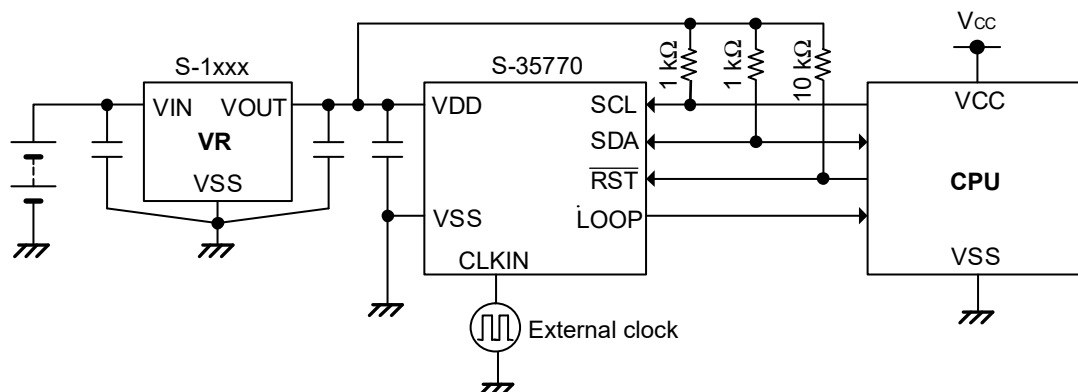 S-1xxx
VIN VOUT
VR
VSS
S-35770
VDD
VSS
CLKIN
SCL
SDA
RST
LOOP
1 kΩ
1 kΩ
10 kΩ
VCC
VCC
CPU
VSS
External clock